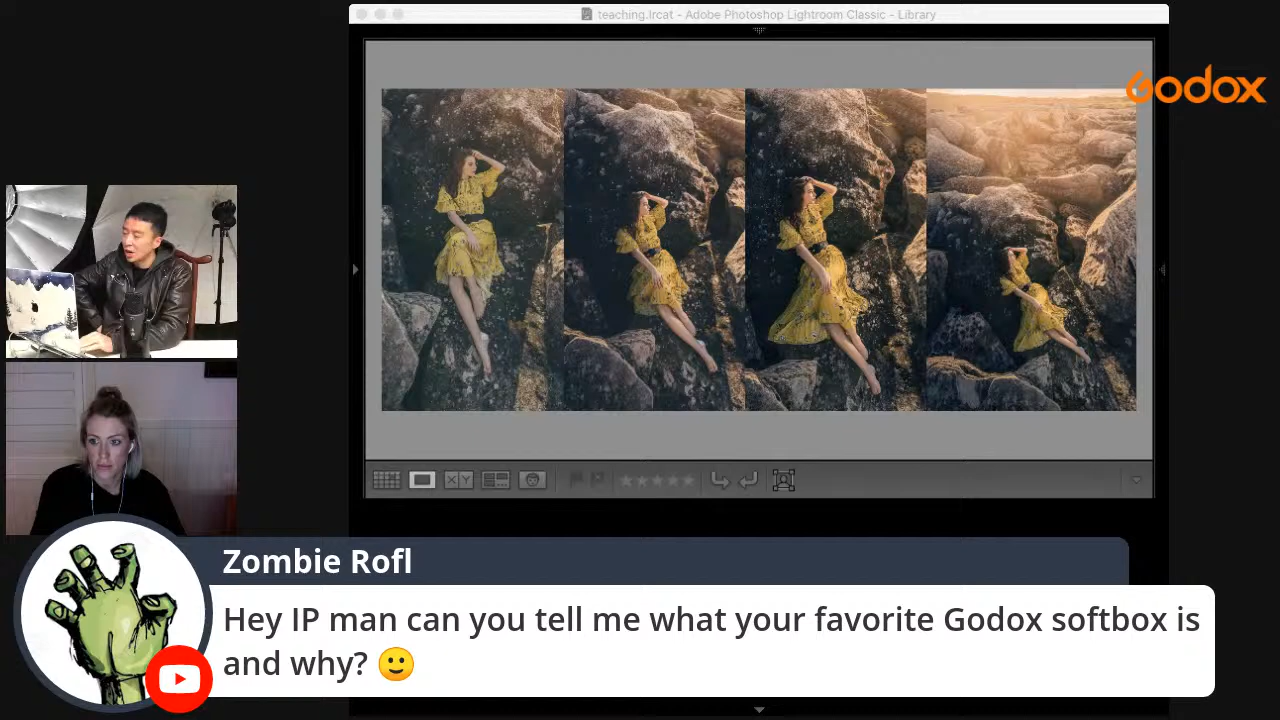 teaching.lrcat - Adobe Photoshop Lightroom Classic - Library
Godox
XY
Zombie Rofl
Hey IP man can you tell me what your favorite Godox softbox is
and why? 🙂